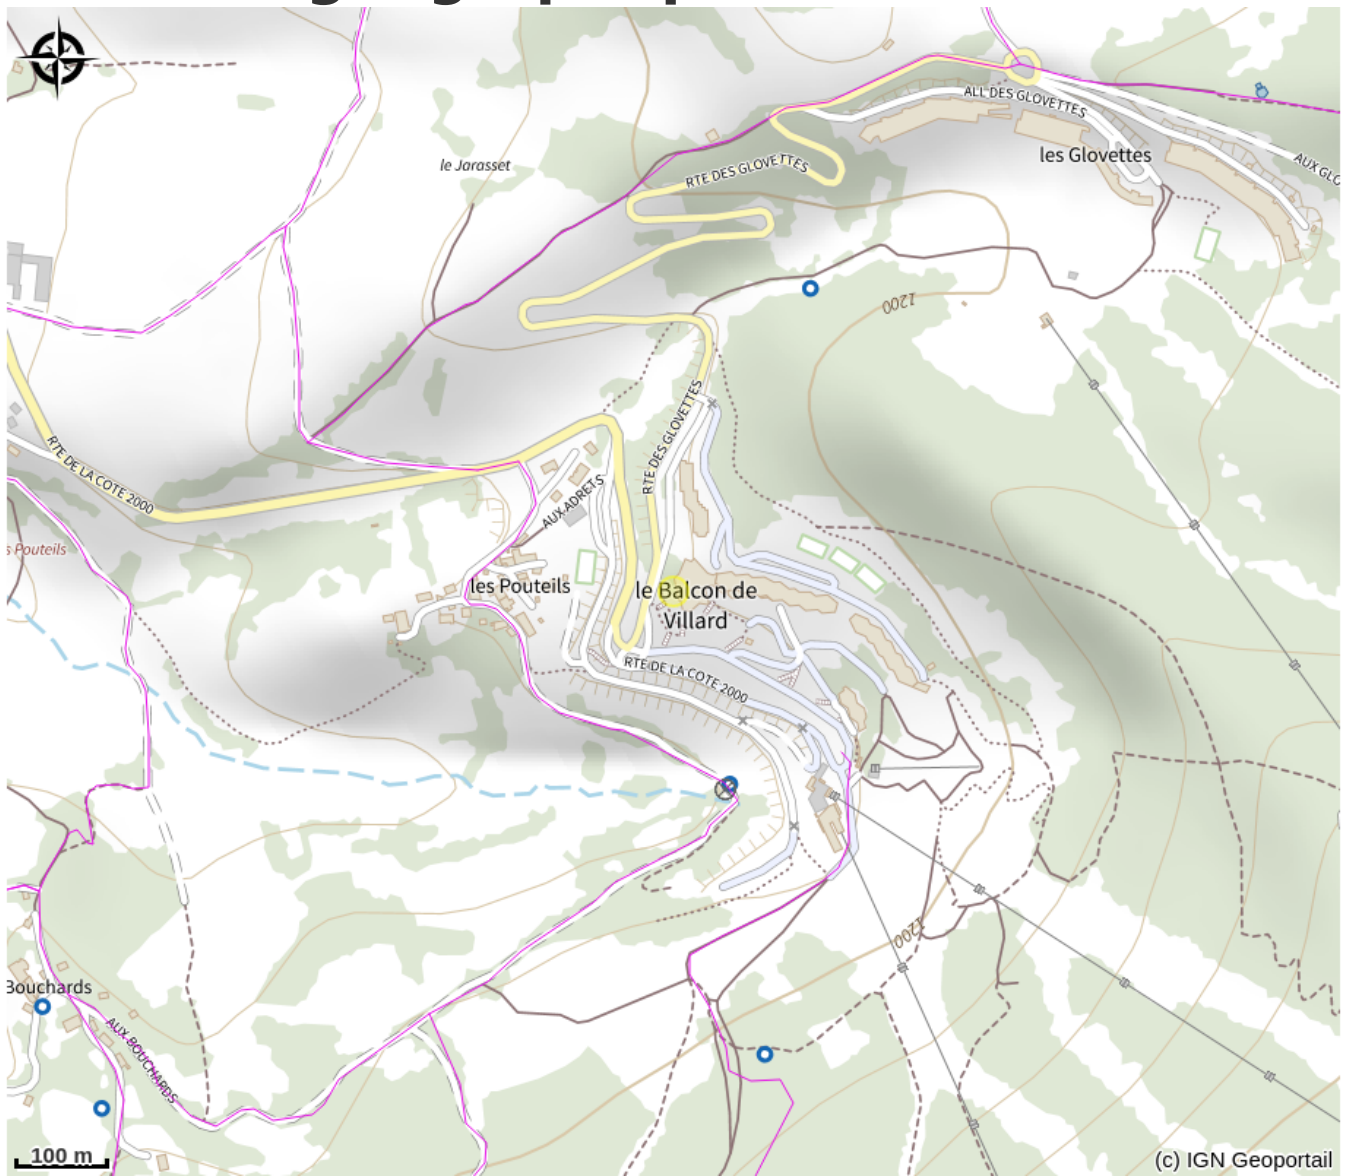 ALL DES GLOVETTES
les Glovettes
le Jarasset
RTE DES GLOVETTES
AUX GLO
1200
RTE DES GLOVETTES
RTE DE LA COTE 2000
AUX ADRETS
s Pouteils
les Pouteils
le Balcon de
Villard
RTE DE LA COTE 2000
1200
Bouchards
AUX BOUCHARDS
100 m
(c) IGN Geoportail